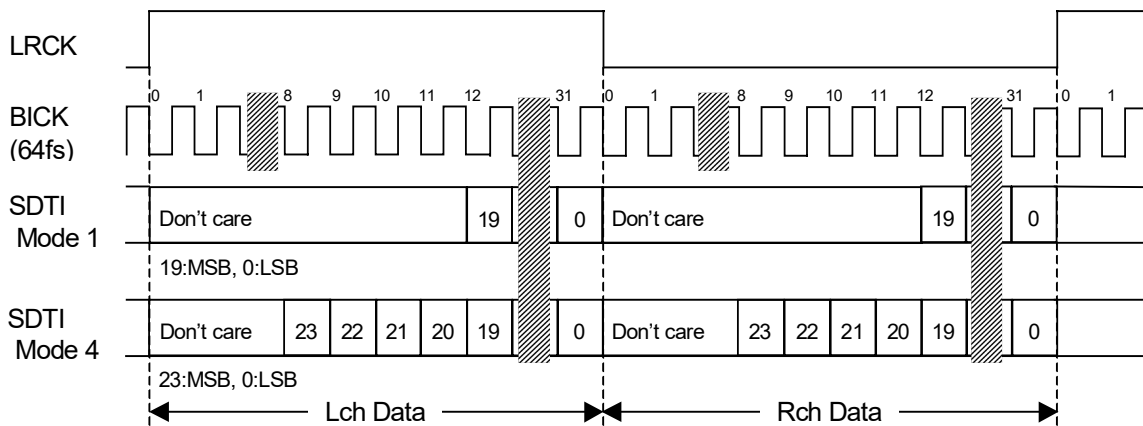 LRCK
0 1 8 9 10 11 12 31 0 1 8 9 10 11 12 31 0 1
BICK
(64fs)
SDTI
Mode 1
Don't care 19 0 Don't care 19 0
19:MSB, 0:LSB
SDTI
Mode 4
Don't care 23 22 21 20 19 0 Don't care 23 22 21 20 19 0
23:MSB, 0:LSB
Lch Data Rch Data